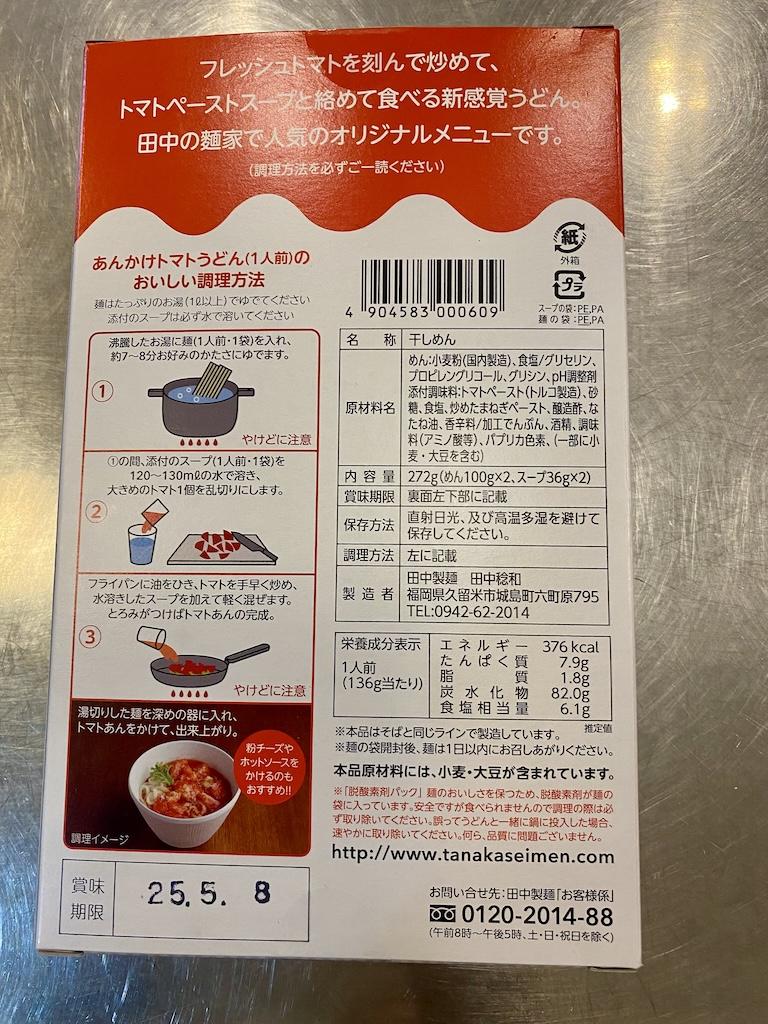 フレッシュトマトを刻んで炒めて、
トマトペーストスープと絡めて食べる新感覚うどん。
田中の麵家で人気のオリジナルメニューです。
(調理方法を必ずご一読ください)
あんかけトマトうどん(1人前)の
おいしい調理方法
麺はたっぷりのお湯(1ℓ以上)でゆでてください
添付のスープは必ず水で溶いてください
沸騰したお湯に麺(1人前・1袋)を入れ、
約7〜8分お好みのかたさにゆでます。
①
やけどに注意
①の間、添付のスープ(1人前・1袋)を
120〜130mℓの水で溶き、
大きめのトマト1個を乱切りにします。
②
フライパンに油をひき、トマトを手早く炒め、
水溶きしたスープを加えて軽く混ぜます。
とろみがつけばトマトあんの完成。
③
やけどに注意
湯切りした麺を深めの器に入れ、
トマトあんをかけて、出来上がり。
粉チーズや
ホットソースを
かけるのも
おすすめ!!
調理イメージ
賞味
期限
25.5.8
4 904583 000609
紙
外箱
プラ
スープの袋:PE,PA
麺の袋:PE,PA
名称 干しめん
原材料名 めん:小麦粉(国内製造)、食塩/グリセリン、
プロピレングリコール、グリシン、pH調整剤
添付調味料:トマトペースト(トルコ製造)、砂
糖、食塩、炒めたまねぎペースト、醸造酢、な
たね油、香辛料/加工でんぷん、酒精、調味
料(アミノ酸等)、パプリカ色素、(一部に小
麦・大豆を含む)
内容量 272g(めん100g×2、スープ36g×2)
賞味期限 裏面左下部に記載
保存方法 直射日光、及び高温多湿を避けて
保存してください。
調理方法 左に記載
製造者 田中製麺 田中稔和
福岡県久留米市城島町六町原795
TEL:0942-62-2014
栄養成分表示
1人前
(136g当たり)
エネルギー 376kcal
たんぱく質 7.9g
脂質 1.8g
炭水化物 82.0g
食塩相当量 6.1g
推定値
※本品はそばと同じラインで製造しています。
※麺の袋開封後、麺は1日以内にお召しあがりください。
本品原材料には、小麦・大豆が含まれています。
※「脱酸素剤パック」麺のおいしさを保つため、脱酸素剤が麺の
袋に入っています。安全ですが食べられませんので調理の際は必
ず取り除いてください。誤ってうどんと一緒に鍋に投入した場合、
速やかに取り除いてください。何ら、品質に問題ございません。
http://www.tanakaseimen.com
お問い合せ先:田中製麺「お客様係」
0120-2014-88
(午前8時〜午後5時、土・日・祝日を除く)